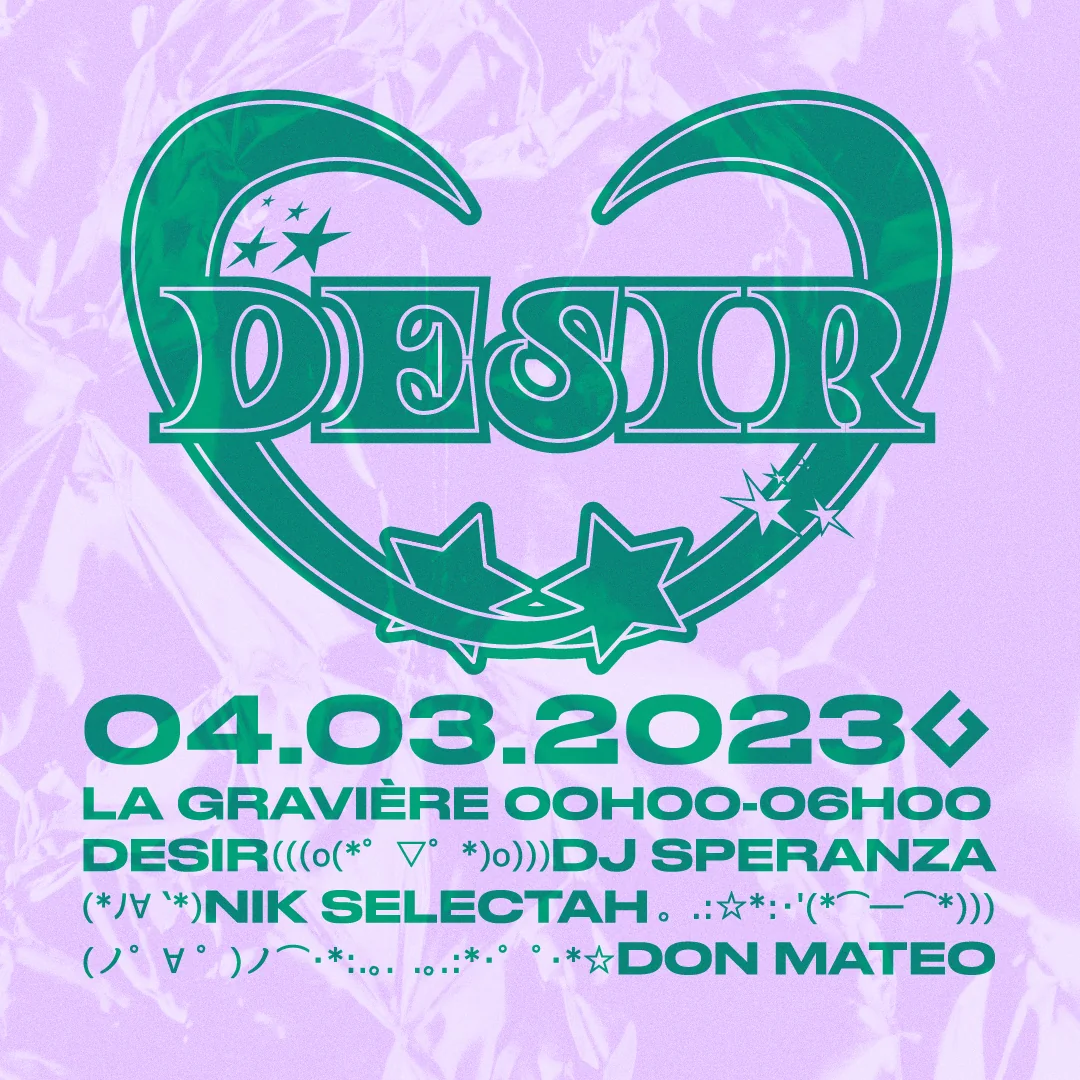 DESIR
04.03.2023
LA GRAVIÈRE 00H00-06H00
DESIR(((o(*ﾟ▽ﾟ*)o)))DJ SPERANZA
(*ﾉ∀`*)NIK SELECTAH。.:☆*:･'(*⌒―⌒*)))
(ノﾟ∀ﾟ)ノ⌒･*:.｡. .｡.:*･゜ﾟ･*☆DON MATEO